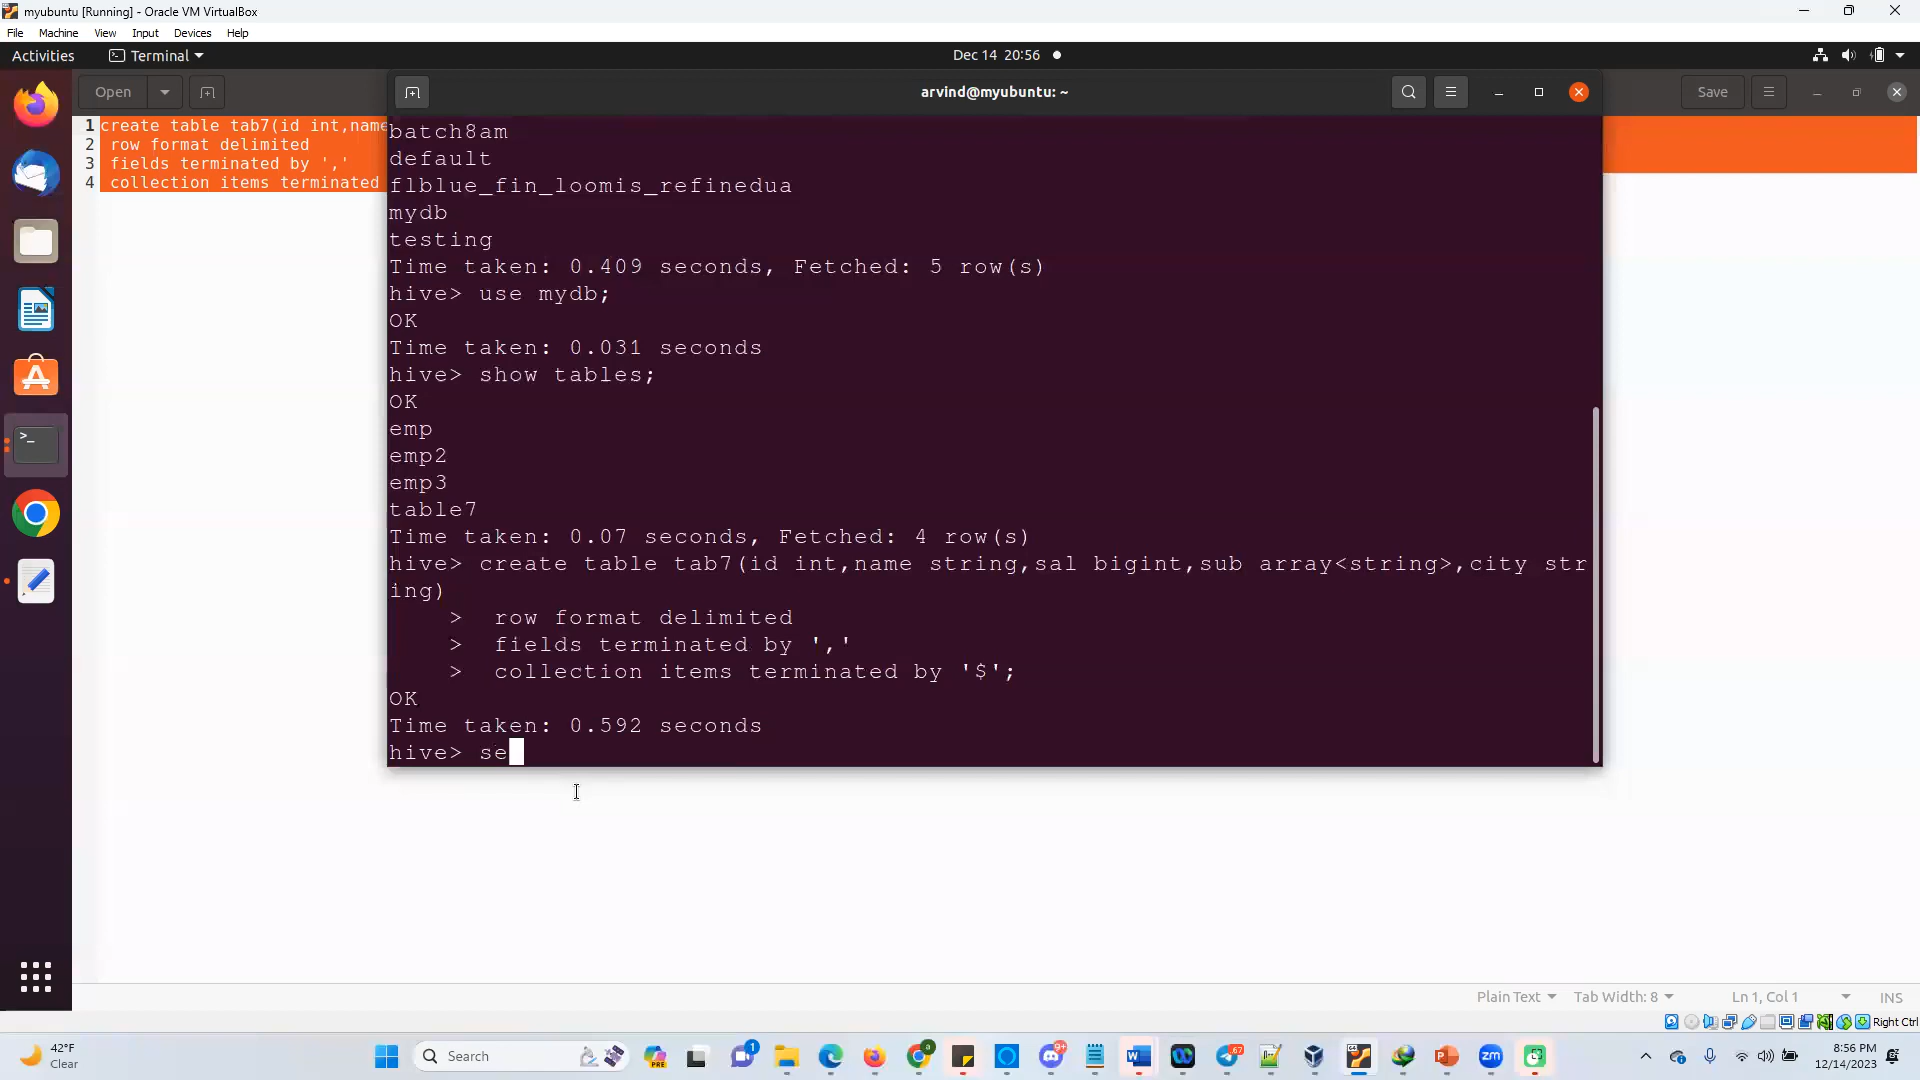 myubuntu [Running] - Oracle VM VirtualBox
File Machine View Input Devices Help
Activities Terminal Dec 14 20:56
Open arvind@myubuntu: ~ Save
1 create table tab7(id int,name
2 row format delimited
3 fields terminated by ','
4 collection items terminated
batch8am
default
flblue_fin_loomis_refinedua
mydb
testing
Time taken: 0.409 seconds, Fetched: 5 row(s)
hive> use mydb;
OK
Time taken: 0.031 seconds
hive> show tables;
OK
emp
emp2
emp3
table7
Time taken: 0.07 seconds, Fetched: 4 row(s)
hive> create table tab7(id int,name string,sal bigint,sub array<string>,city str
ing)
> row format delimited
> fields terminated by ','
> collection items terminated by '$';
OK
Time taken: 0.592 seconds
hive> se
Plain Text Tab Width: 8 Ln 1, Col 1 INS
Right Ctrl
42°F
Clear
Search
8:56 PM
12/14/2023